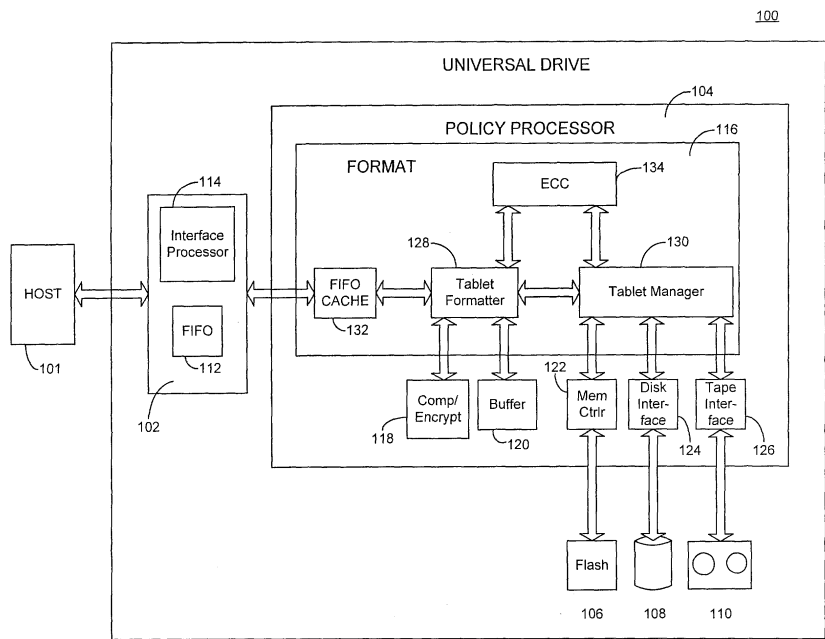 100
UNIVERSAL DRIVE
104
POLICY PROCESSOR
116
FORMAT
ECC
134
114
Interface
Processor
128
130
HOST
FIFO
CACHE
132
Tablet
Formatter
Tablet Manager
FIFO
112
101
122
102
Comp/
Encrypt
118
Buffer
120
Mem
Ctrlr
Disk
Inter-
face
124
Tape
Inter-
face
126
Flash
106
108
110